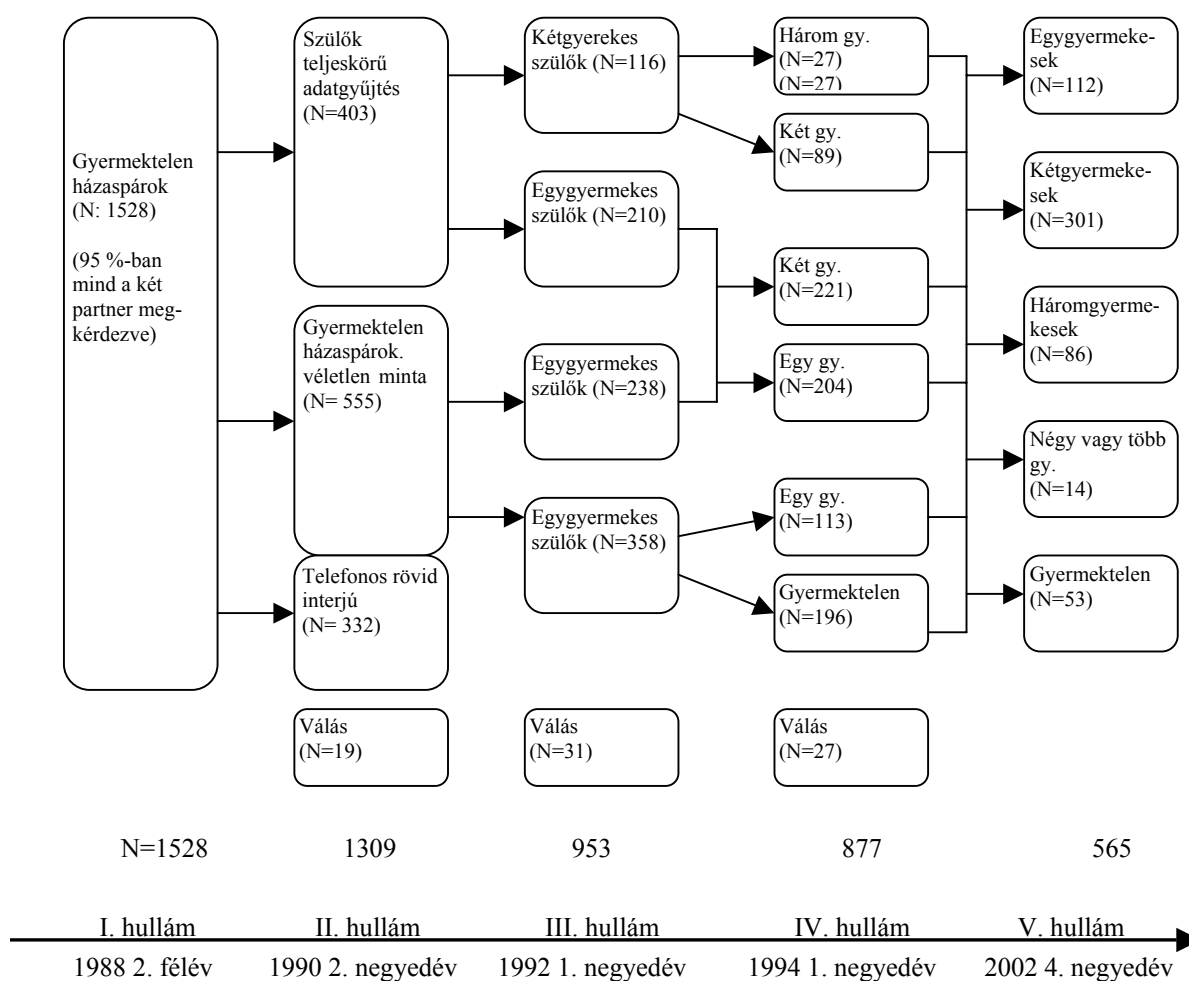 Gyermektelen
házaspárok
(N: 1528)
(95 %-ban
mind a két
partner meg-
kérdezve)
Szülők
teljeskörű
adatgyűjtés
(N=403)
Gyermektelen
házaspárok.
véletlen minta
(N= 555)
Telefonos rövid
interjú
(N= 332)
Válás
(N=19)
Kétgyerekes
szülők (N=116)
Egygyermekes
szülők (N=210)
Egygyermekes
szülők (N=238)
Egygyermekes
szülők (N=358)
Válás
(N=31)
Három gy.
(N=27)
(N=27)
Két gy.
(N=89)
Két gy.
(N=221)
Egy gy.
(N=204)
Egy gy.
(N=113)
Gyermektelen
(N=196)
Válás
(N=27)
Egygyermeke-
sek
(N=112)
Kétgyermeke-
sek
(N=301)
Háromgyerme-
kesek
(N=86)
Négy vagy több
gy.
(N=14)
Gyermektelen
(N=53)
N=1528 1309 953 877 565
I. hullám II. hullám III. hullám IV. hullám V. hullám
1988 2. félév 1990 2. negyedév 1992 1. negyedév 1994 1. negyedév 2002 4. negyedév